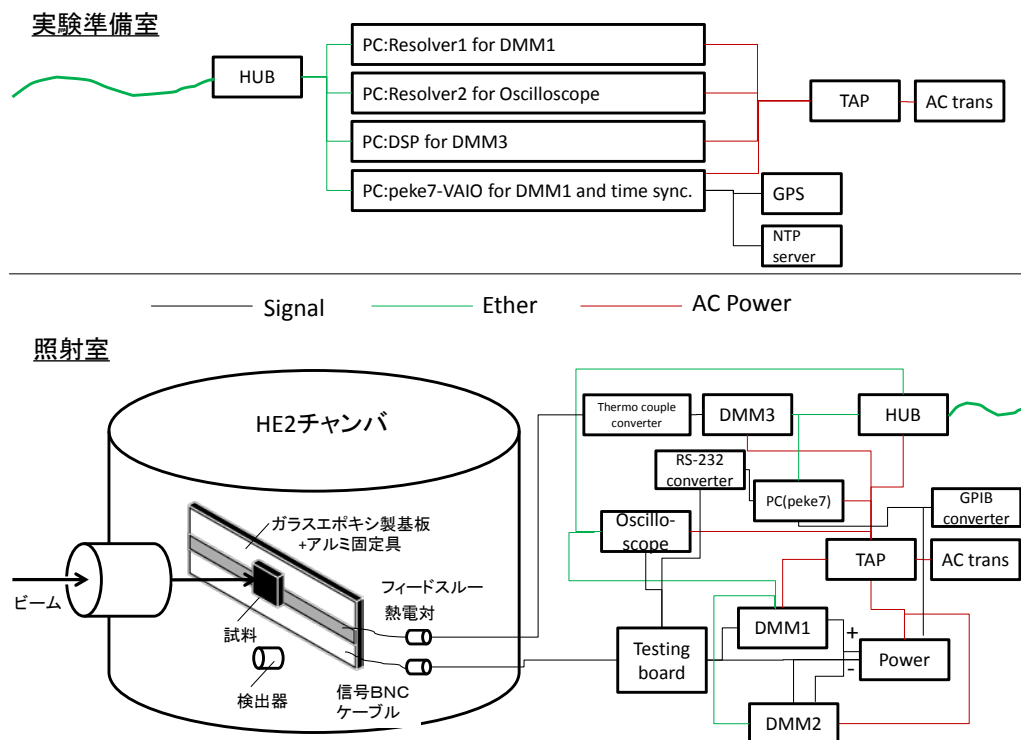 実験準備室
HUB
PC:Resolver1 for DMM1
PC:Resolver2 for Oscilloscope
PC:DSP for DMM3
PC:peke7-VAIO for DMM1 and time sync.
TAP
AC trans
GPS
NTP
server
Signal
Ether
AC Power
照射室
HE2チャンバ
ガラスエポキシ製基板
+アルミ固定具
ビーム
試料
検出器
フィードスルー
熱電対
信号BNC
ケーブル
Thermo couple
converter
DMM3
HUB
RS-232
converter
PC(peke7)
GPIB
converter
Oscillo-
scope
TAP
AC trans
DMM1
Testing
board
+
-
Power
DMM2